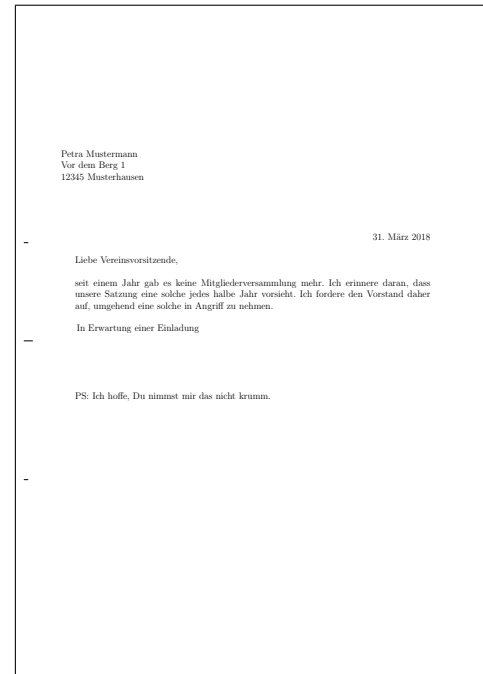 Petra Mustermann
Vor dem Berg 1
12345 Musterhausen
31. März 2018
Liebe Vereinsvorsitzende,
seit einem Jahr gab es keine Mitgliederversammlung mehr. Ich erinnere daran, dass
unsere Satzung eine solche jedes halbe Jahr vorsieht. Ich fordere den Vorstand daher
auf, umgehend eine solche in Angriff zu nehmen.
In Erwartung einer Einladung
PS: Ich hoffe, Du nimmst mir das nicht krumm.